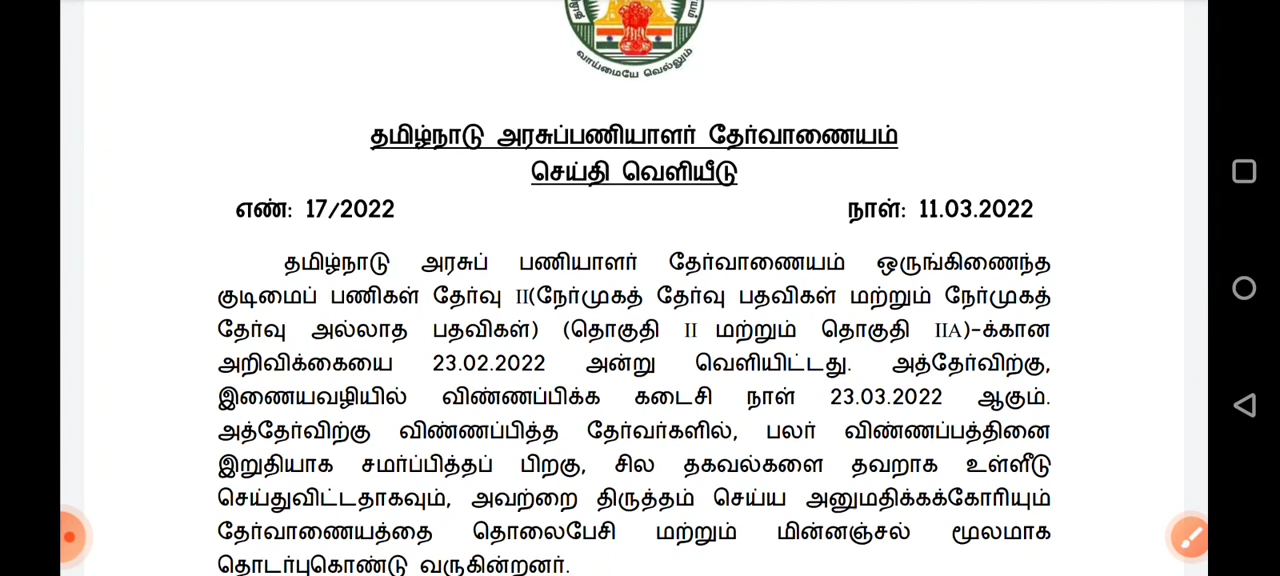 வாய்மையே வெல்லும்
தமிழ்நாடு அரசுப்பணியாளர் தேர்வாணையம்
செய்தி வெளியீடு
எண்: 17/2022 நாள்: 11.03.2022
தமிழ்நாடு அரசுப் பணியாளர் தேர்வாணையம் ஒருங்கிணைந்த
குடிமைப் பணிகள் தேர்வு II(நேர்முகத் தேர்வு பதவிகள் மற்றும் நேர்முகத்
தேர்வு அல்லாத பதவிகள்) (தொகுதி II மற்றும் தொகுதி IIA)-க்கான
அறிவிக்கையை 23.02.2022 அன்று வெளியிட்டது. அத்தேர்விற்கு,
இணையவழியில் விண்ணப்பிக்க கடைசி நாள் 23.03.2022 ஆகும்.
அத்தேர்விற்கு விண்ணப்பித்த தேர்வர்களில், பலர் விண்ணப்பத்தினை
இறுதியாக சமர்ப்பித்தப் பிறகு, சில தகவல்களை தவறாக உள்ளீடு
செய்துவிட்டதாகவும், அவற்றை திருத்தம் செய்ய அனுமதிக்கக்கோரியும்
தேர்வாணையத்தை தொலைபேசி மற்றும் மின்னஞ்சல் மூலமாக
தொடர்புகொண்டு வருகின்றனர்.